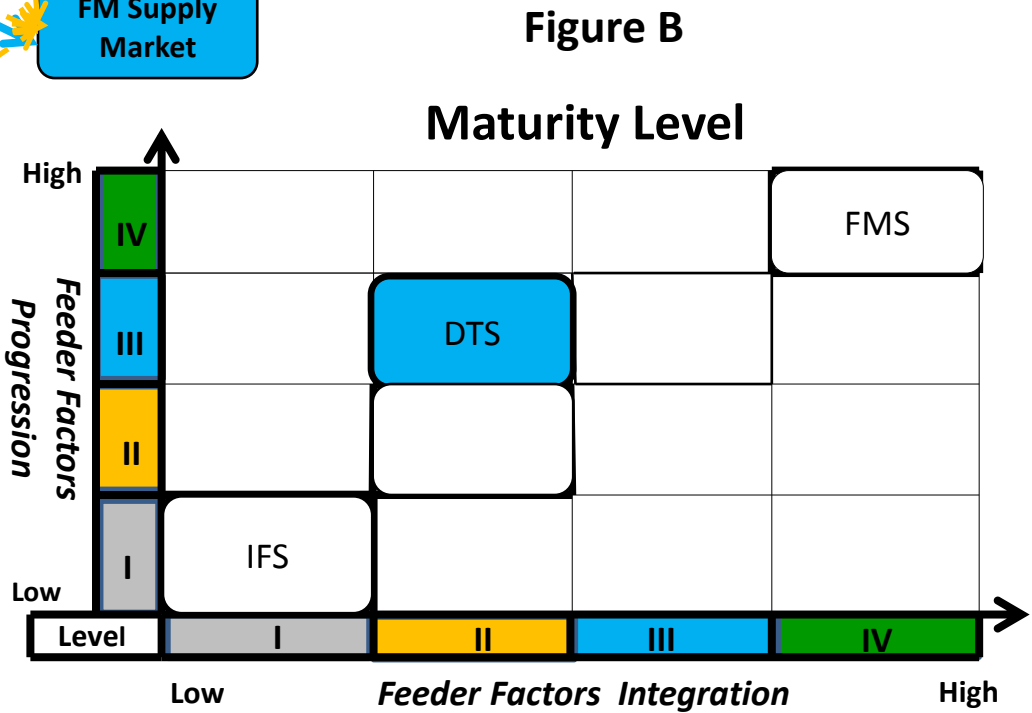 FM Supply
Market
Figure B
Maturity Level
High
IV
FMS
Feeder Factors
Progression
III
DTS
II
I
IFS
Low
Level
I
II
III
IV
Low
Feeder Factors Integration
High